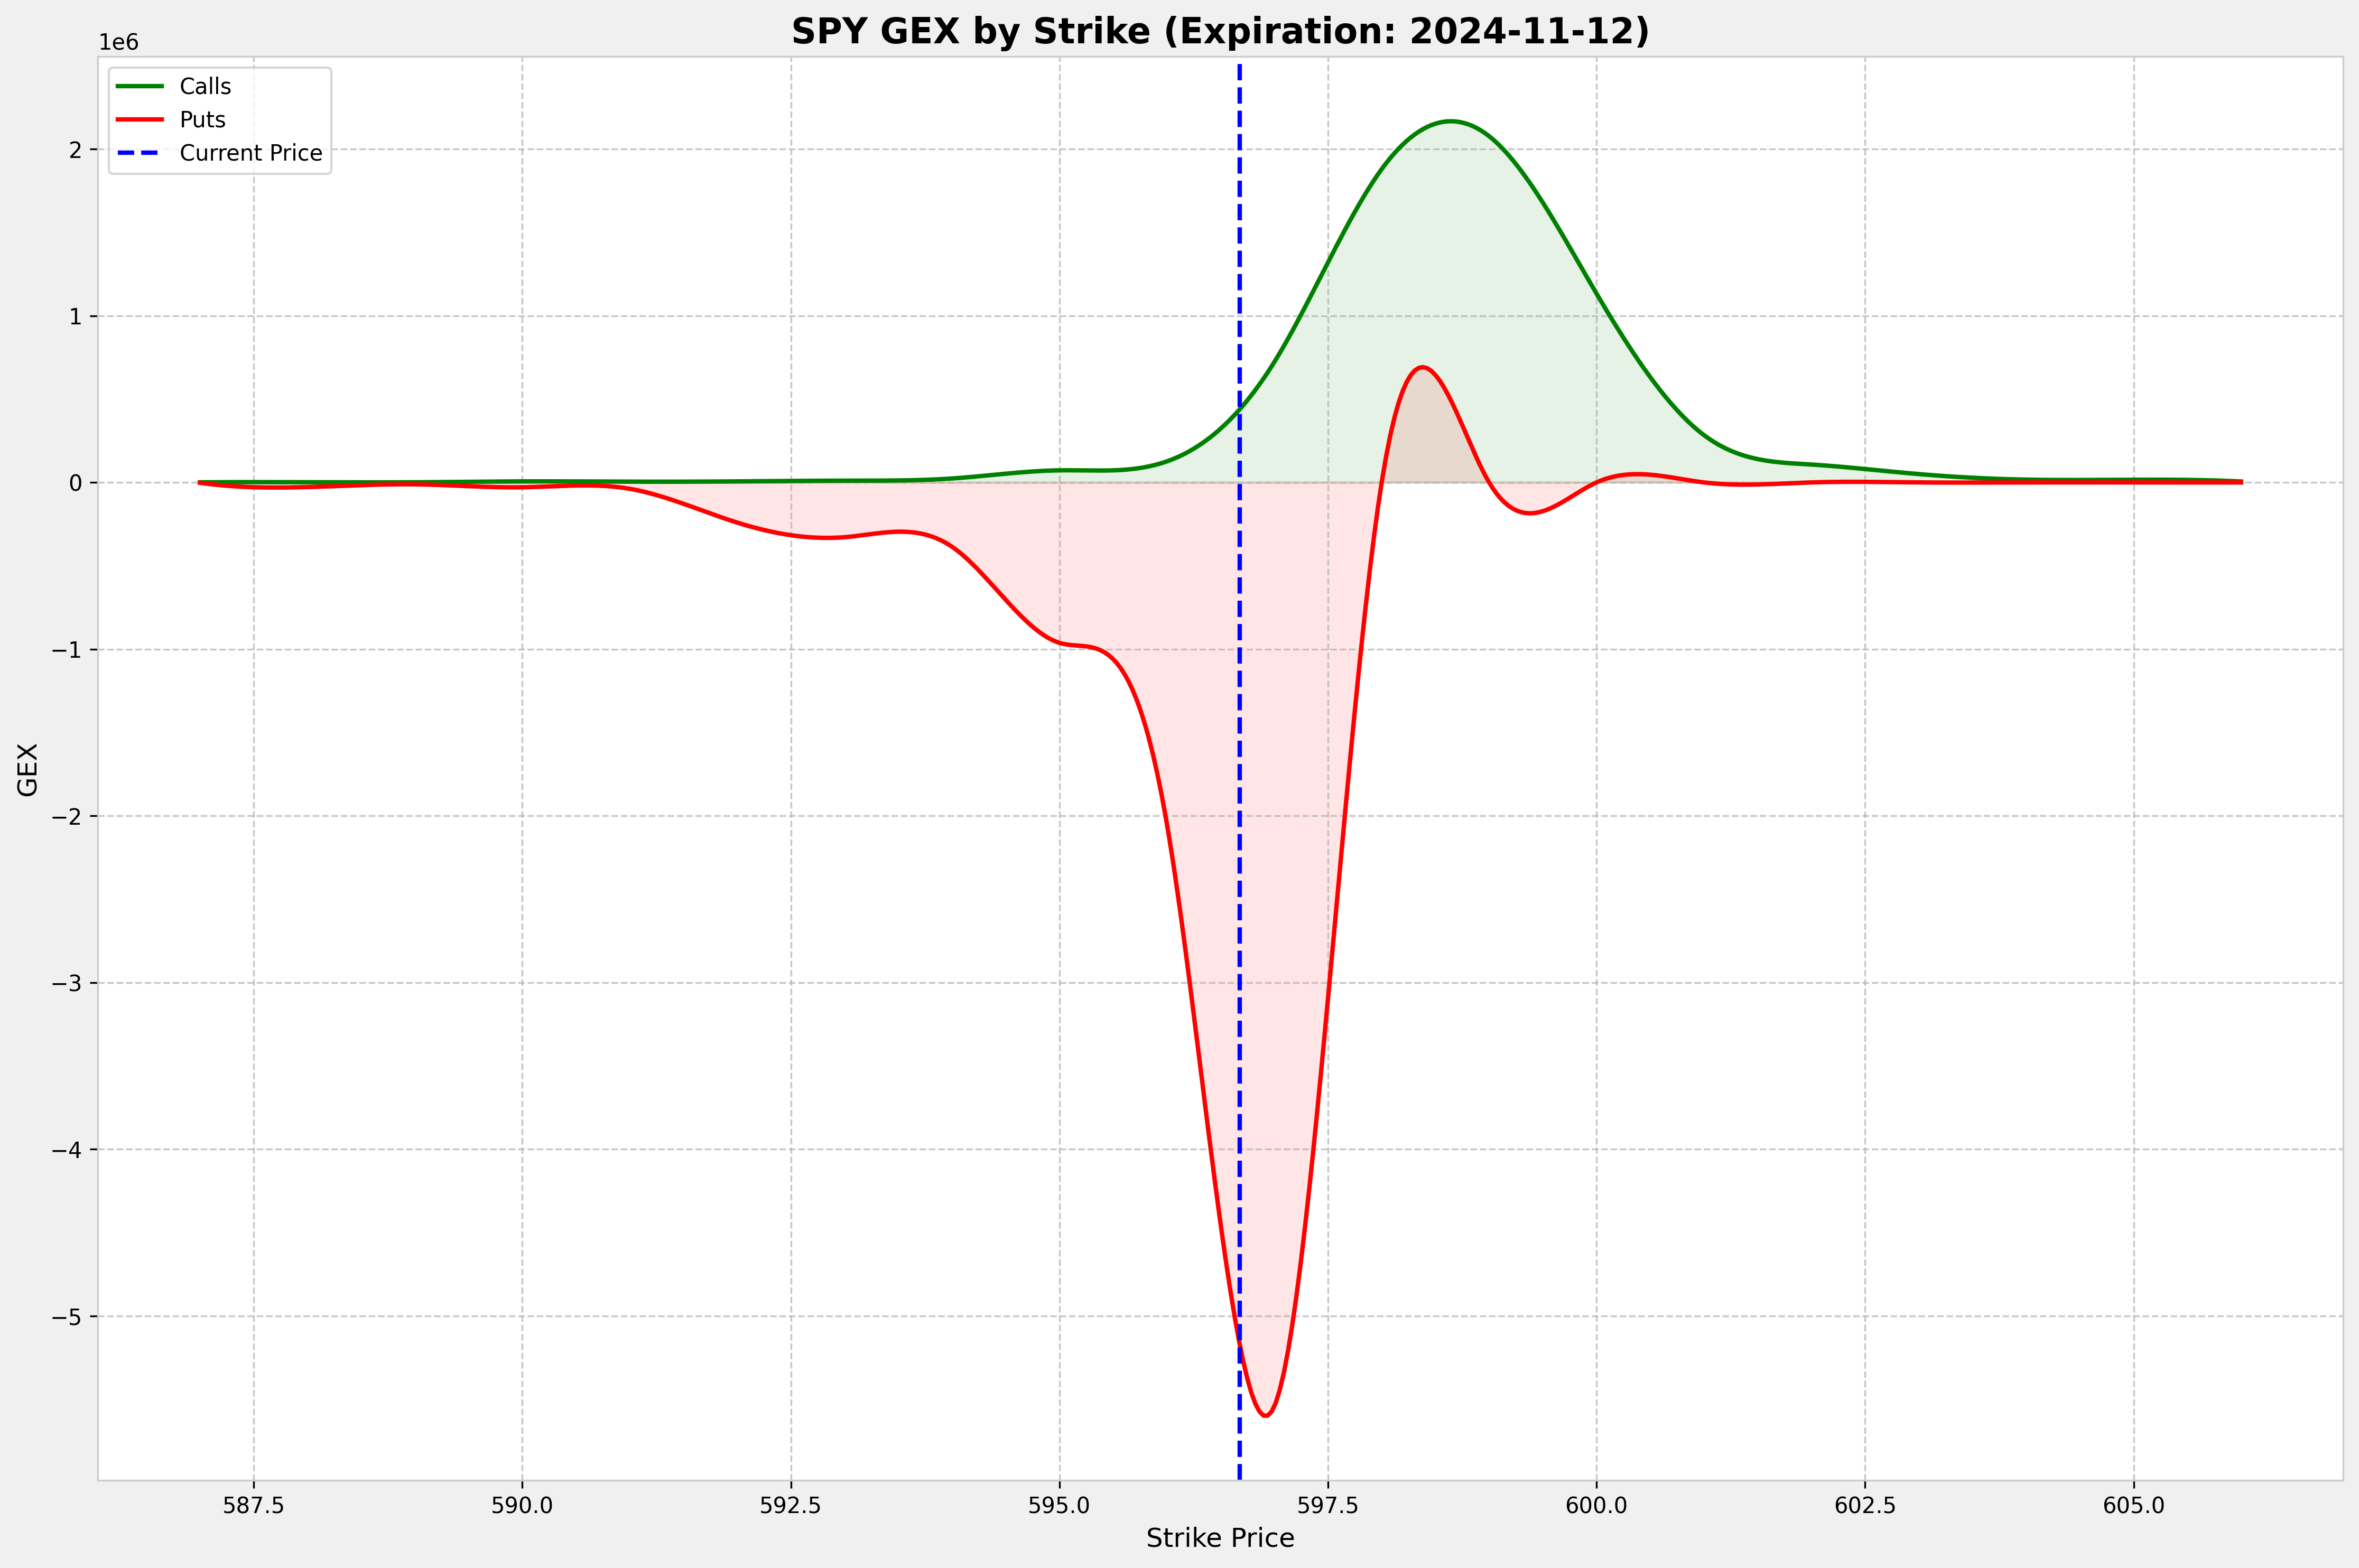 SPY GEX by Strike (Expiration: 2024-11-12)
1e6
Calls
Puts
Current Price
2
1
0
−1
−2
−3
−4
−5
GEX
587.5 590.0 592.5 595.0 597.5 600.0 602.5 605.0
Strike Price